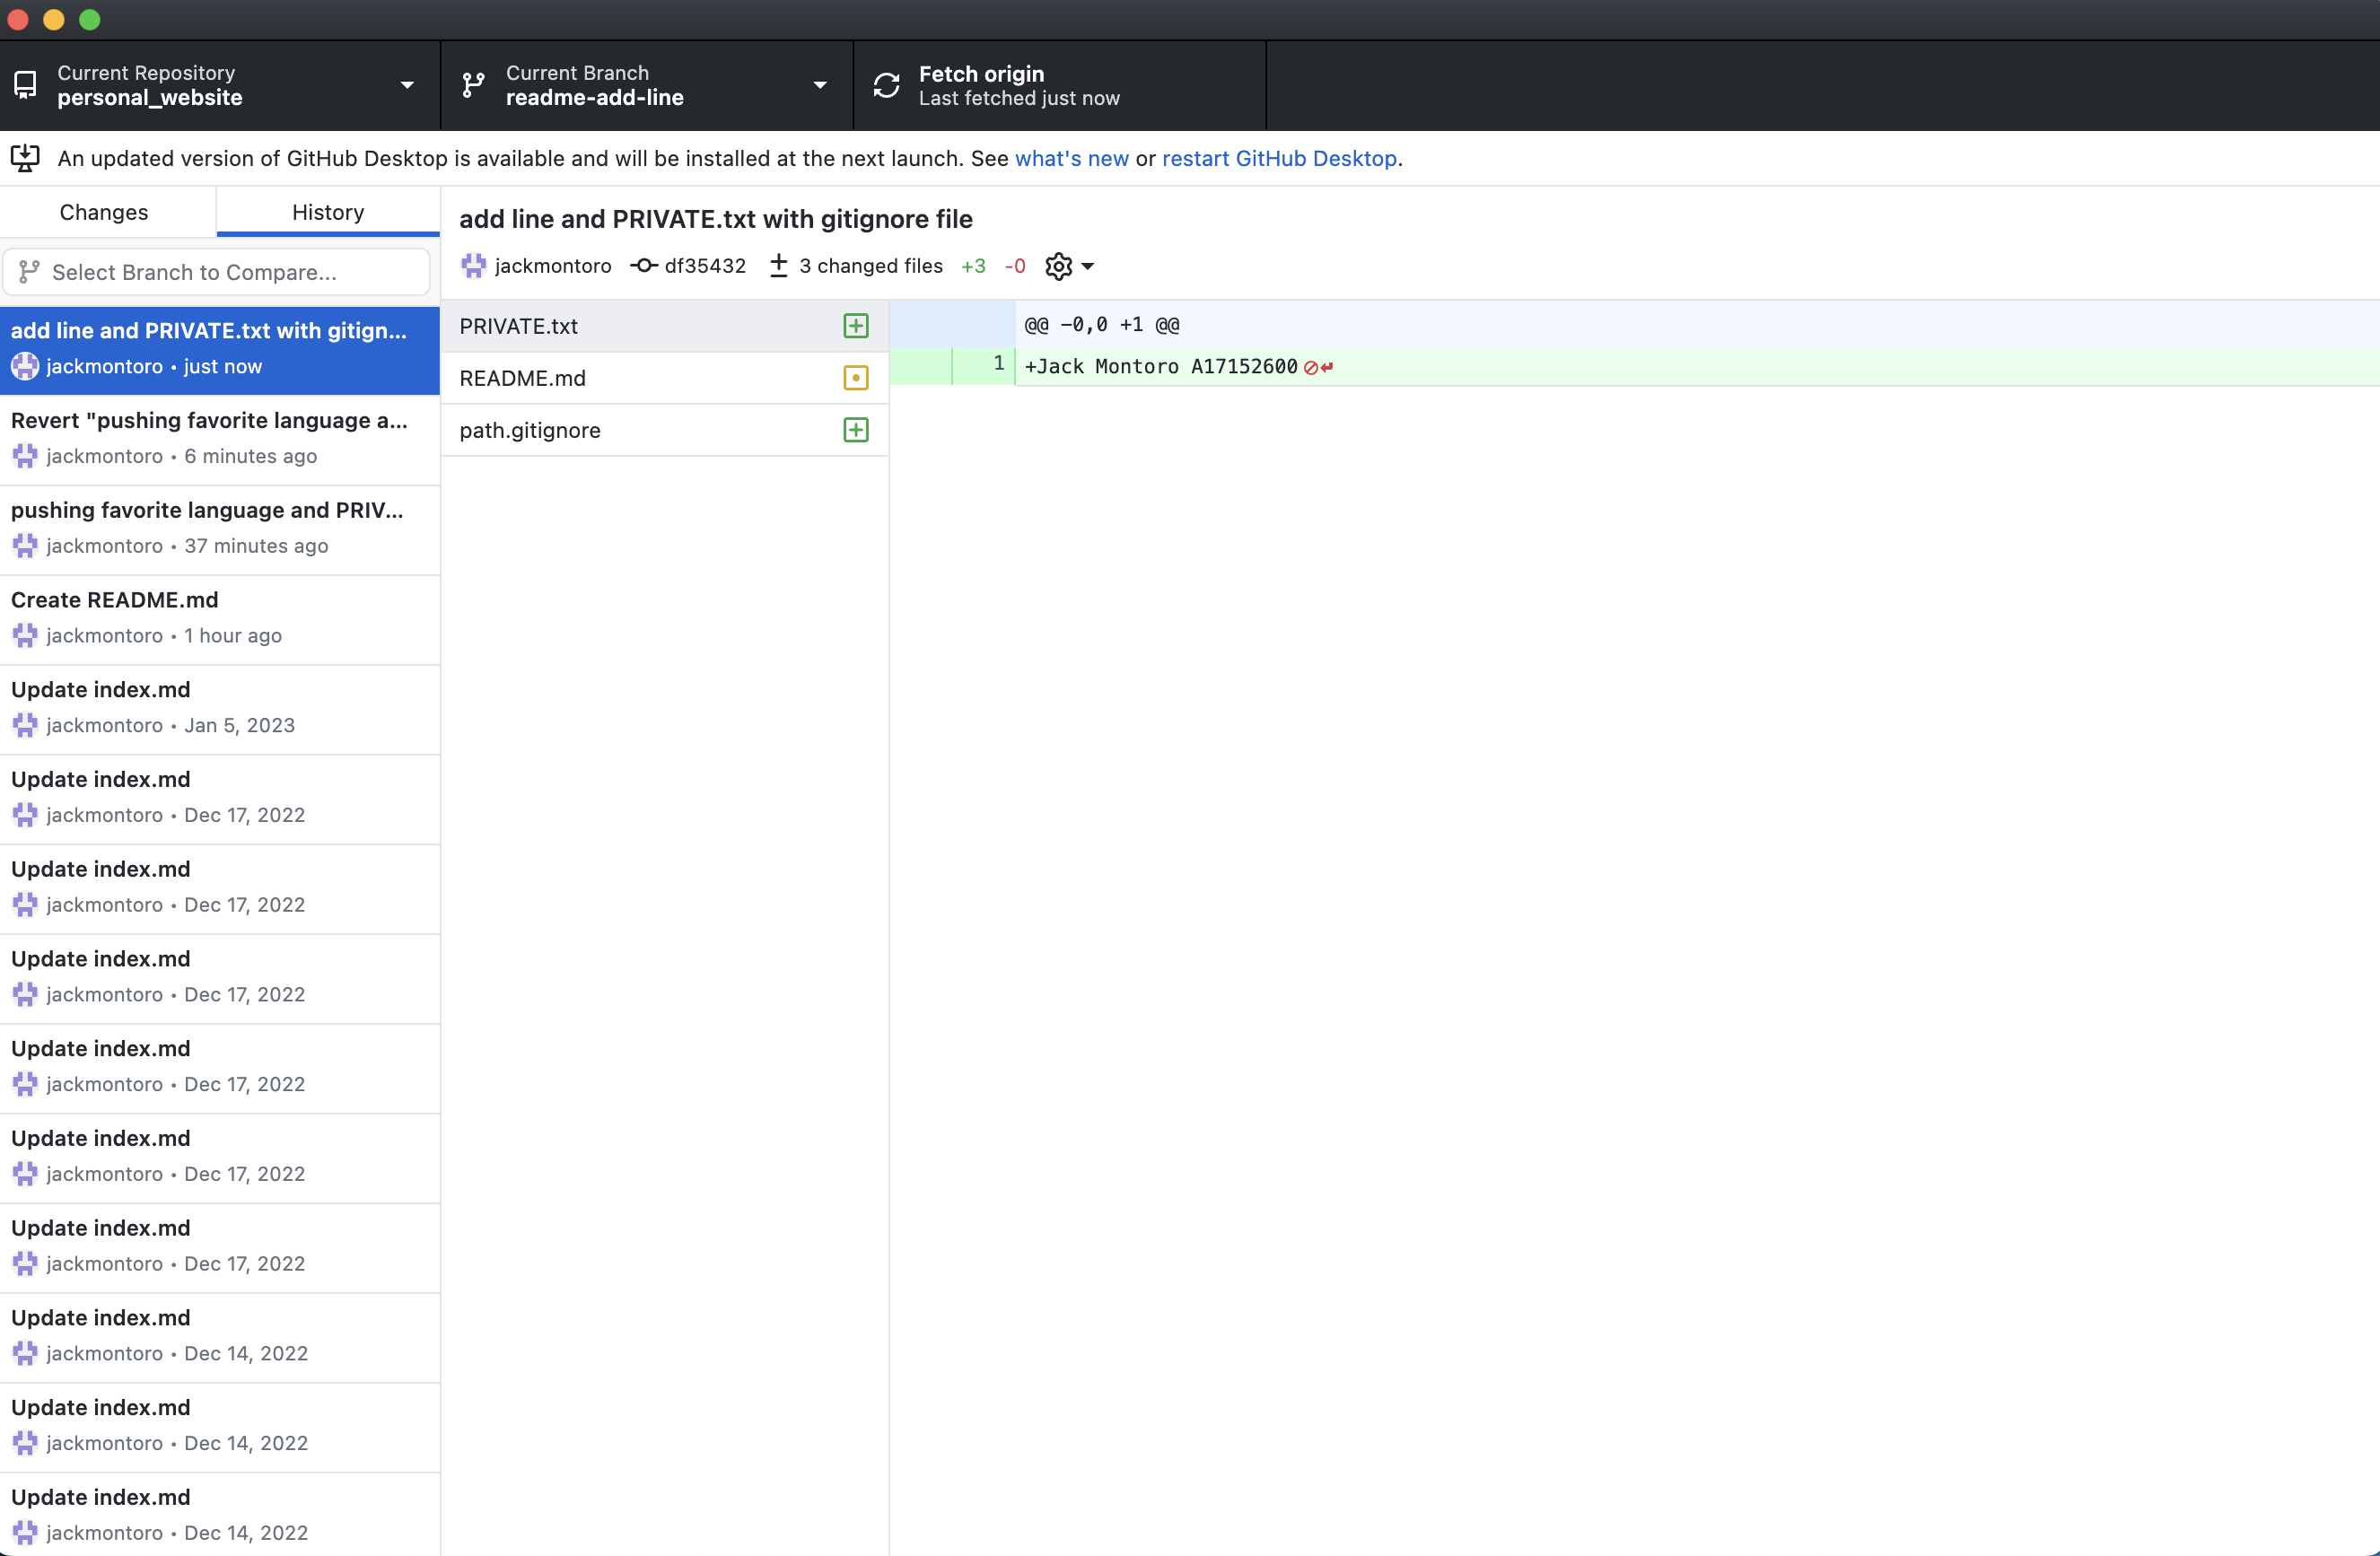 Current Repository
personal_website
Current Branch
readme-add-line
Fetch origin
Last fetched just now
An updated version of GitHub Desktop is available and will be installed at the next launch. See what's new or restart GitHub Desktop.
Changes
History
Select Branch to Compare...
add line and PRIVATE.txt with gitign...
jackmontoro • just now
Revert "pushing favorite language a...
jackmontoro • 6 minutes ago
pushing favorite language and PRIV...
jackmontoro • 37 minutes ago
Create README.md
jackmontoro • 1 hour ago
Update index.md
jackmontoro • Jan 5, 2023
Update index.md
jackmontoro • Dec 17, 2022
Update index.md
jackmontoro • Dec 17, 2022
Update index.md
jackmontoro • Dec 17, 2022
Update index.md
jackmontoro • Dec 17, 2022
Update index.md
jackmontoro • Dec 17, 2022
Update index.md
jackmontoro • Dec 17, 2022
Update index.md
jackmontoro • Dec 14, 2022
Update index.md
jackmontoro • Dec 14, 2022
Update index.md
jackmontoro • Dec 14, 2022
add line and PRIVATE.txt with gitignore file
jackmontoro df35432 3 changed files +3 -0
PRIVATE.txt
README.md
path.gitignore
@@ -0,0 +1 @@
1 +Jack Montoro A17152600